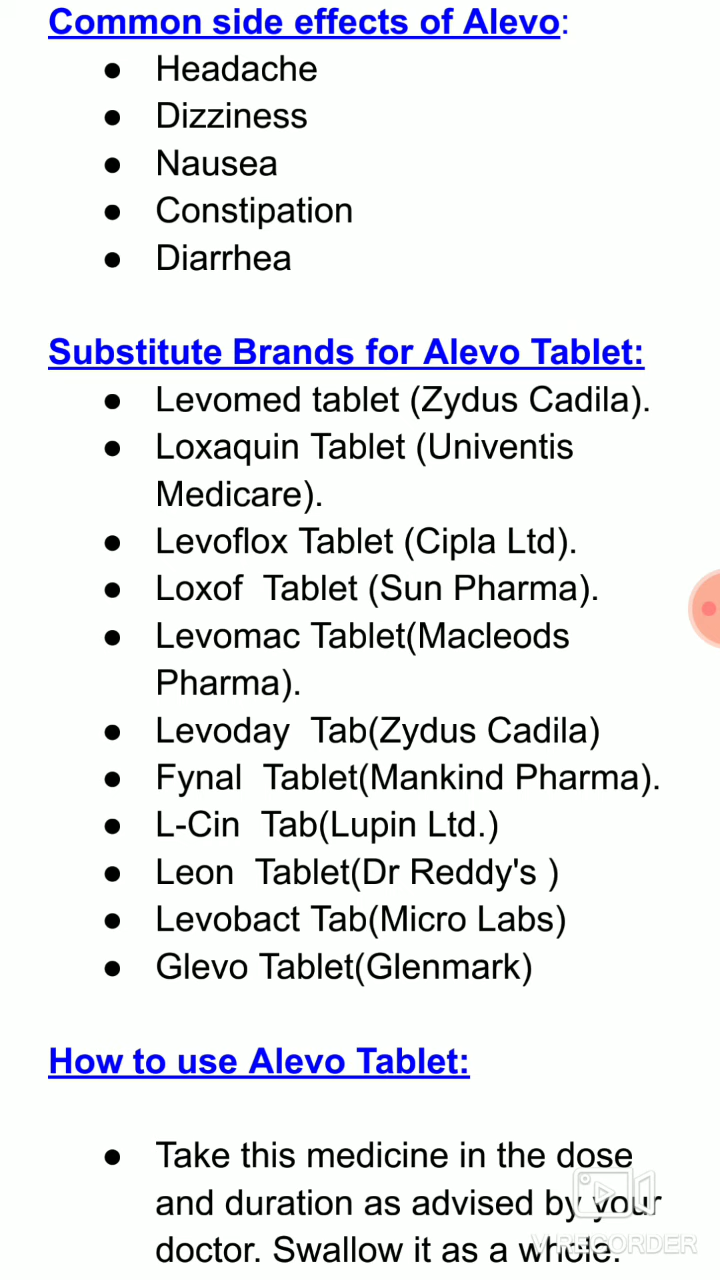 Common side effects of Alevo:
● Headache
● Dizziness
● Nausea
● Constipation
● Diarrhea
Substitute Brands for Alevo Tablet:
● Levomed tablet (Zydus Cadila).
● Loxaquin Tablet (Univentis
Medicare).
● Levoflox Tablet (Cipla Ltd).
● Loxof  Tablet (Sun Pharma).
● Levomac Tablet(Macleods
Pharma).
● Levoday  Tab(Zydus Cadila)
● Fynal  Tablet(Mankind Pharma).
● L-Cin  Tab(Lupin Ltd.)
● Leon  Tablet(Dr Reddy's )
● Levobact Tab(Micro Labs)
● Glevo Tablet(Glenmark)
How to use Alevo Tablet:
● Take this medicine in the dose
and duration as advised by your
doctor. Swallow it as a whole.
V RECORDER